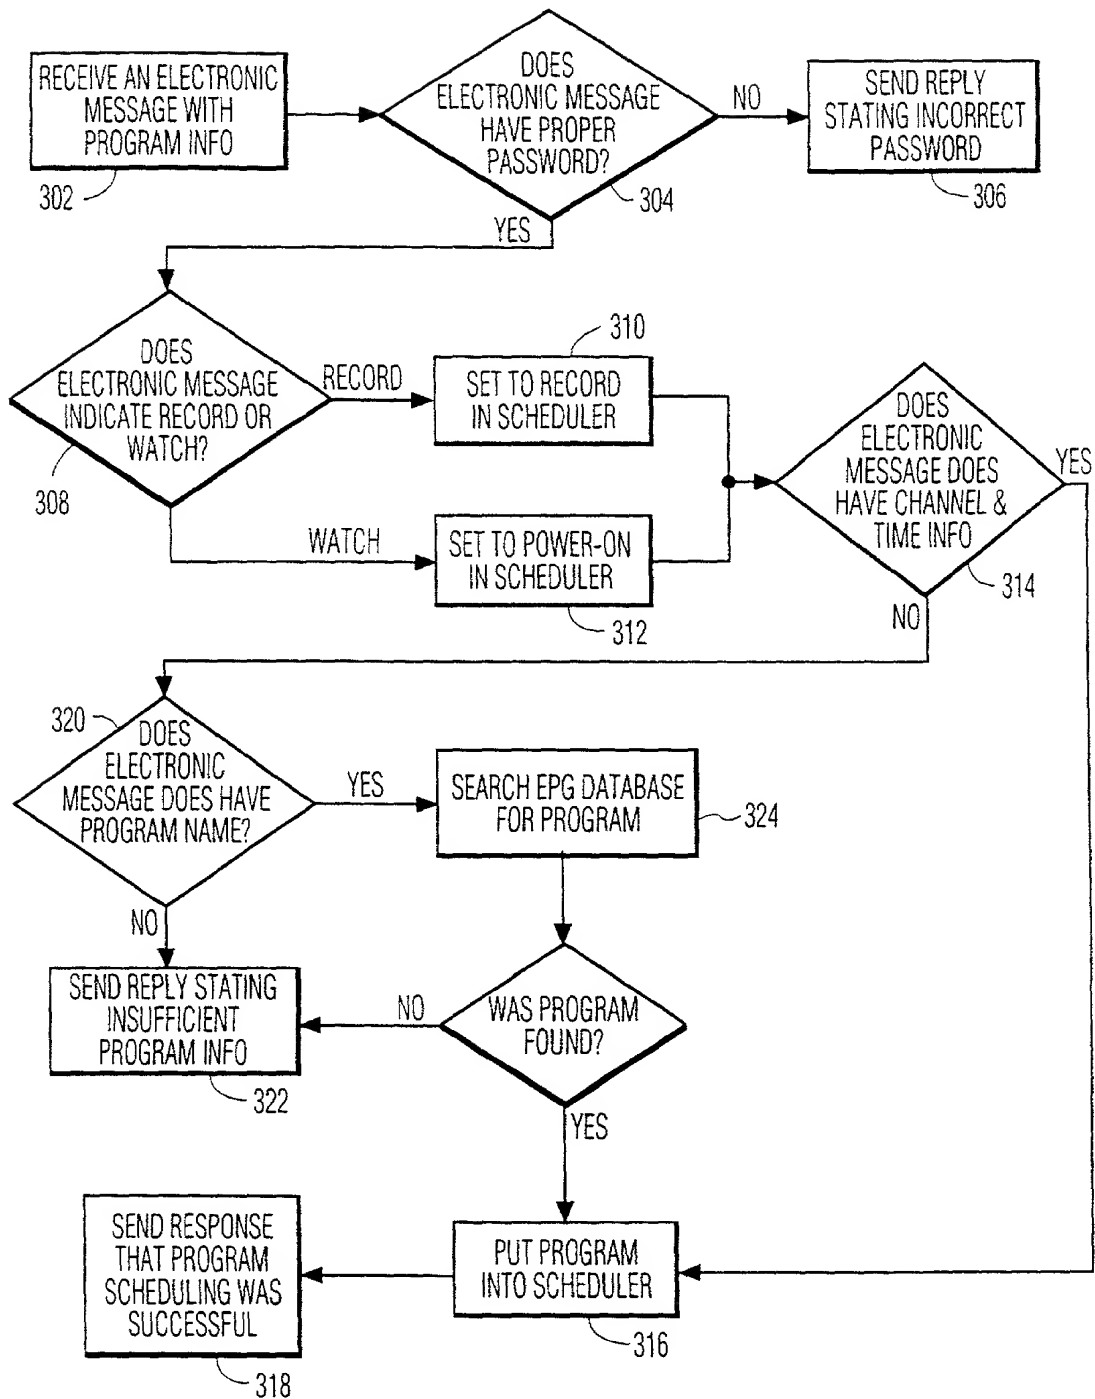 RECEIVE AN ELECTRONIC
MESSAGE WITH
PROGRAM INFO
302
DOES
ELECTRONIC MESSAGE
HAVE PROPER
PASSWORD?
304
NO
SEND REPLY
STATING INCORRECT
PASSWORD
306
YES
DOES
ELECTRONIC MESSAGE
INDICATE RECORD OR
WATCH?
308
RECORD
310
SET TO RECORD
IN SCHEDULER
WATCH
SET TO POWER-ON
IN SCHEDULER
312
DOES
ELECTRONIC
MESSAGE DOES
HAVE CHANNEL &
TIME INFO
314
YES
NO
320
DOES
ELECTRONIC
MESSAGE DOES HAVE
PROGRAM NAME?
YES
SEARCH EPG DATABASE
FOR PROGRAM
324
NO
SEND REPLY STATING
INSUFFICIENT
PROGRAM INFO
322
NO
WAS PROGRAM
FOUND?
YES
PUT PROGRAM
INTO SCHEDULER
316
SEND RESPONSE
THAT PROGRAM
SCHEDULING WAS
SUCCESSFUL
318